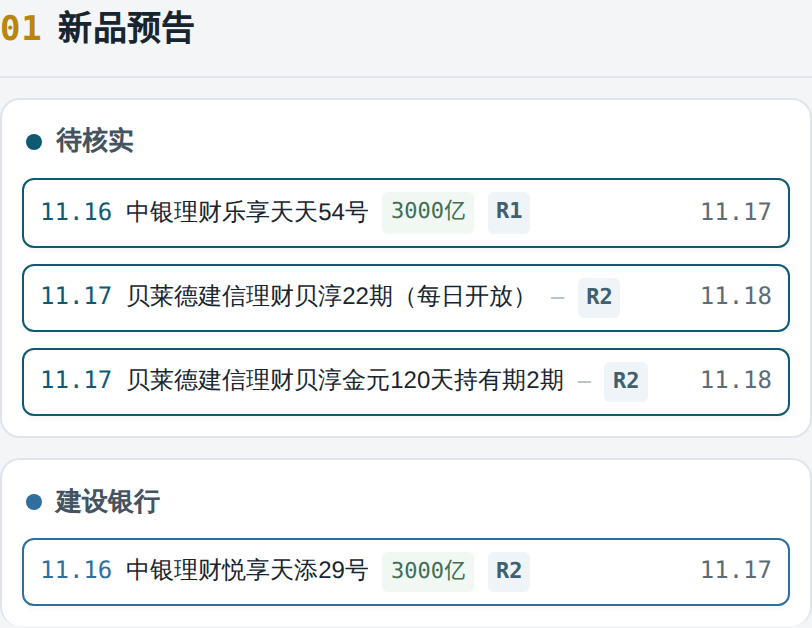 01 新品预告
待核实
11.16 中银理财乐享天天54号 3000亿 R1 11.17
11.17 贝莱德建信理财贝淳22期（每日开放） — R2 11.18
11.17 贝莱德建信理财贝淳金元120天持有期2期 — R2 11.18
建设银行
11.16 中银理财悦享天添29号 3000亿 R2 11.17